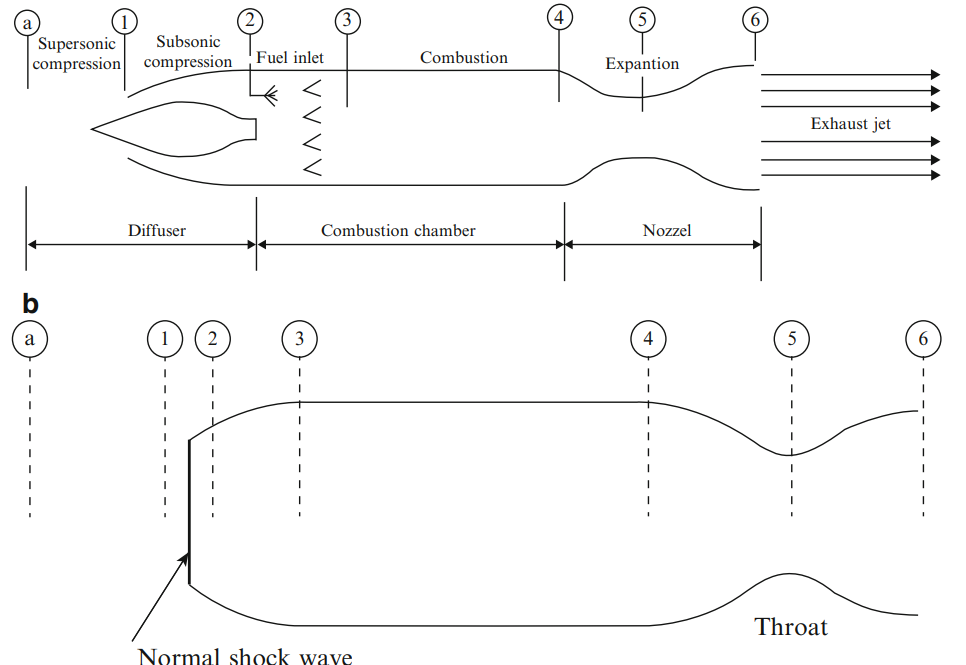 a 1 2 3 4 5 6
Supersonic
compression
Subsonic
compression
Fuel inlet
Combustion
Expantion
Exhaust jet
Diffuser
Combustion chamber
Nozzel
b
a 1 2 3 4 5 6
Throat
Normal shock wave